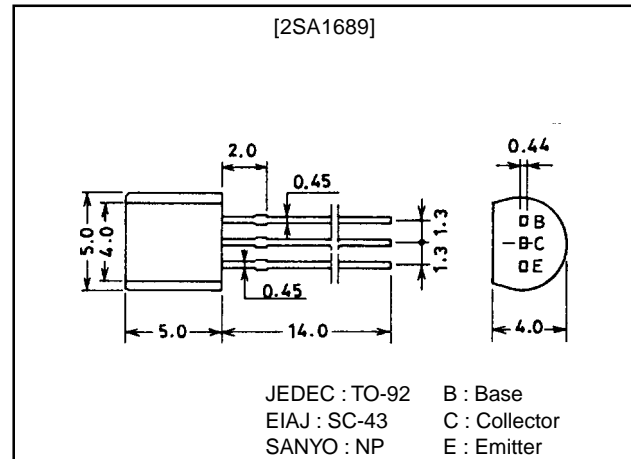 [2SA1689]
2.0
0.45
0.44
5.0
4.0
1.3
1.3
B
C
E
0.45
5.0
14.0
4.0
JEDEC : TO-92 B : Base
EIAJ : SC-43 C : Collector
SANYO : NP E : Emitter